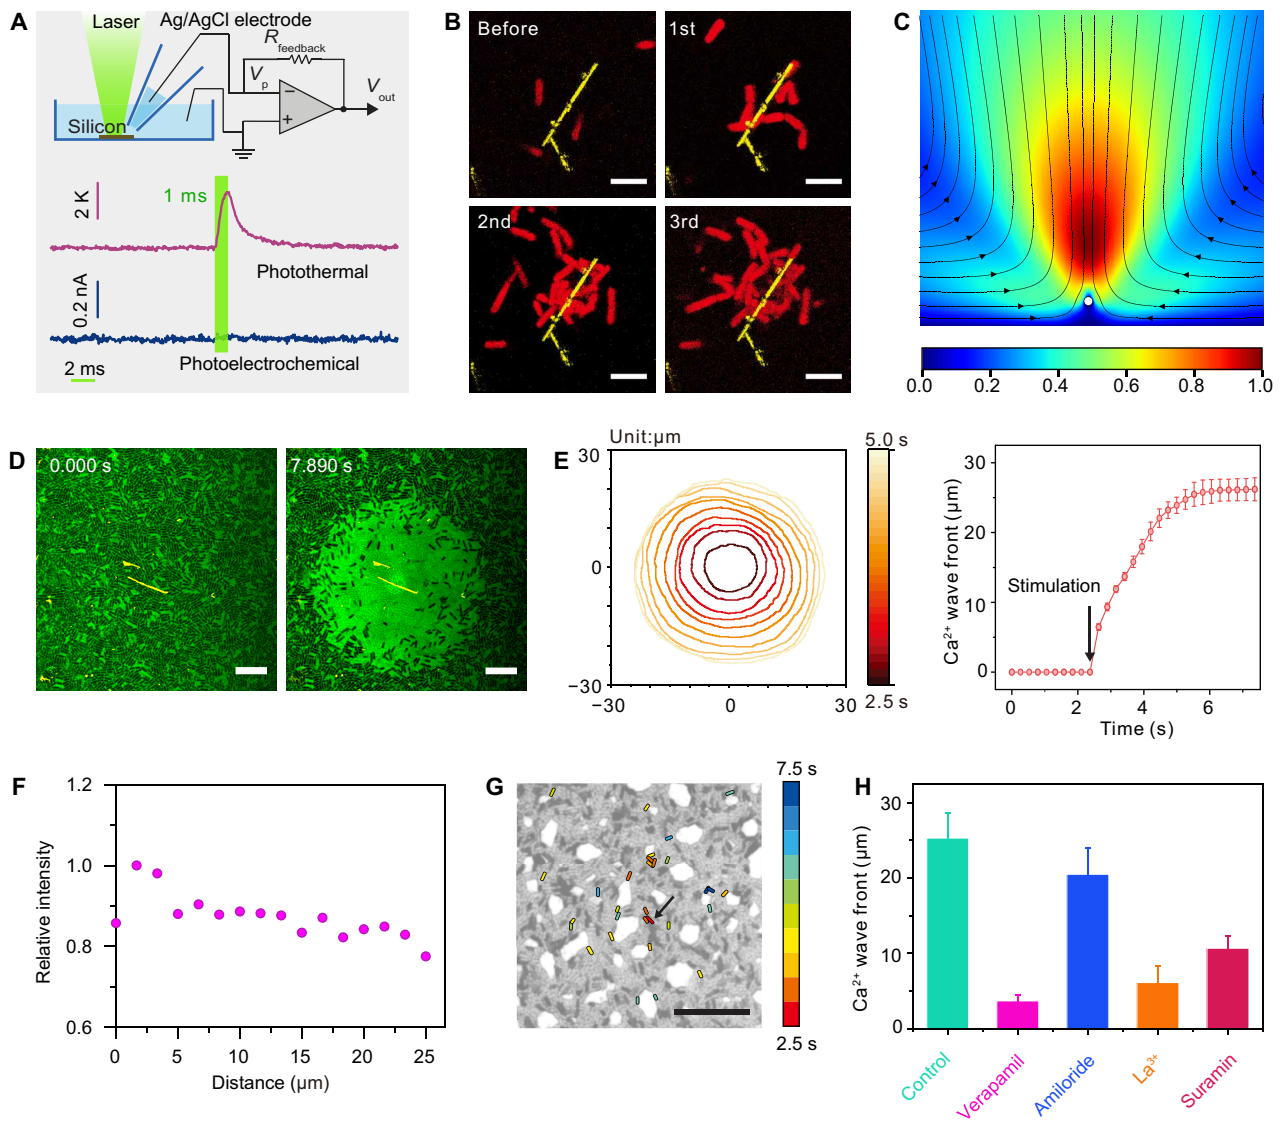 A
Laser
Ag/AgCl electrode
R feedback
V p
V out
Silicon
−
+
2 K
1 ms
Photothermal
0.2 nA
Photoelectrochemical
2 ms
B
Before
1st
2nd
3rd
C
0.0 0.2 0.4 0.6 0.8 1.0
D
0.000 s
7.890 s
E
Unit:μm
30
0
−30
−30 0 30
5.0 s
2.5 s
Ca²⁺ wave front (μm)
30
20
10
0
Stimulation
0 2 4 6
Time (s)
F
Relative intensity
1.2
1.0
0.8
0.6
0 5 10 15 20 25
Distance (μm)
G
7.5 s
2.5 s
H
Ca²⁺ wave front (μm)
30
20
10
0
Control
Verapamil
Amiloride
La³⁺
Suramin